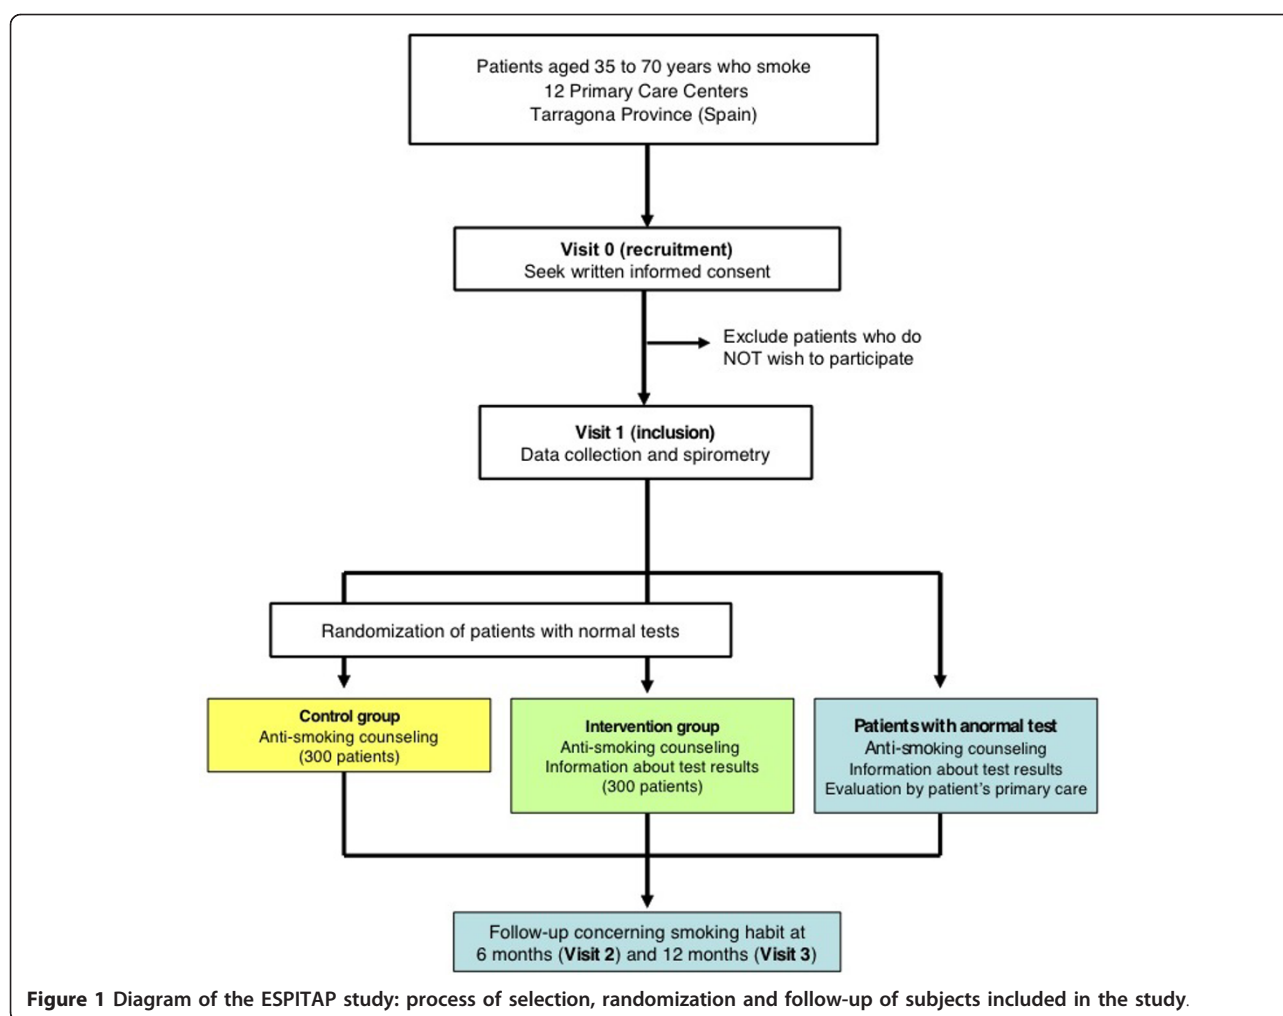 Patients aged 35 to 70 years who smoke
12 Primary Care Centers
Tarragona Province (Spain)
Visit 0 (recruitment)
Seek written informed consent
Exclude patients who do
NOT wish to participate
Visit 1 (inclusion)
Data collection and spirometry
Randomization of patients with normal tests
Control group
Anti-smoking counseling
(300 patients)
Intervention group
Anti-smoking counseling
Information about test results
(300 patients)
Patients with anormal test
Anti-smoking counseling
Information about test results
Evaluation by patient's primary care
Follow-up concerning smoking habit at
6 months (Visit 2) and 12 months (Visit 3)
Figure 1 Diagram of the ESPITAP study: process of selection, randomization and follow-up of subjects included in the study.